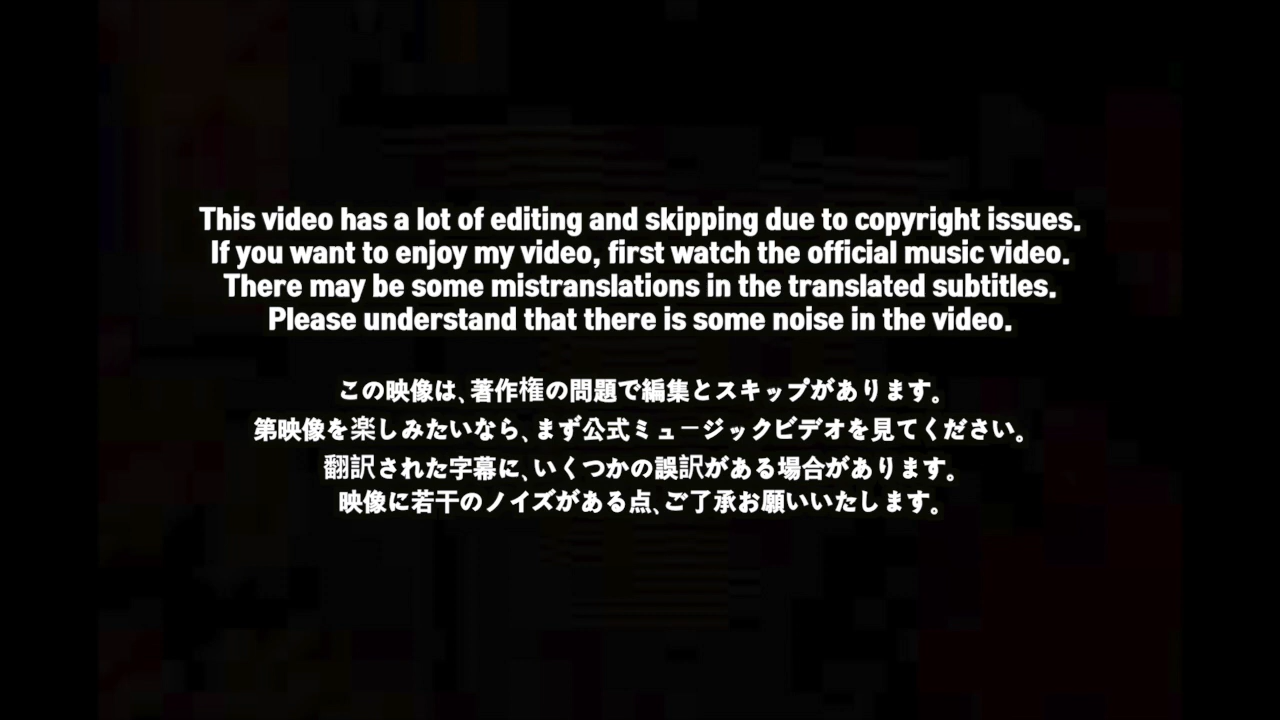 This video has a lot of editing and skipping due to copyright issues.
If you want to enjoy my video, first watch the official music video.
There may be some mistranslations in the translated subtitles.
Please understand that there is some noise in the video.
この映像は、著作権の問題で編集とスキップがあります。
第映像を楽しみたいなら、まず公式ミュージックビデオを見てください。
翻訳された字幕に、いくつかの誤訳がある場合があります。
映像に若干のノイズがある点、ご了承お願いいたします。